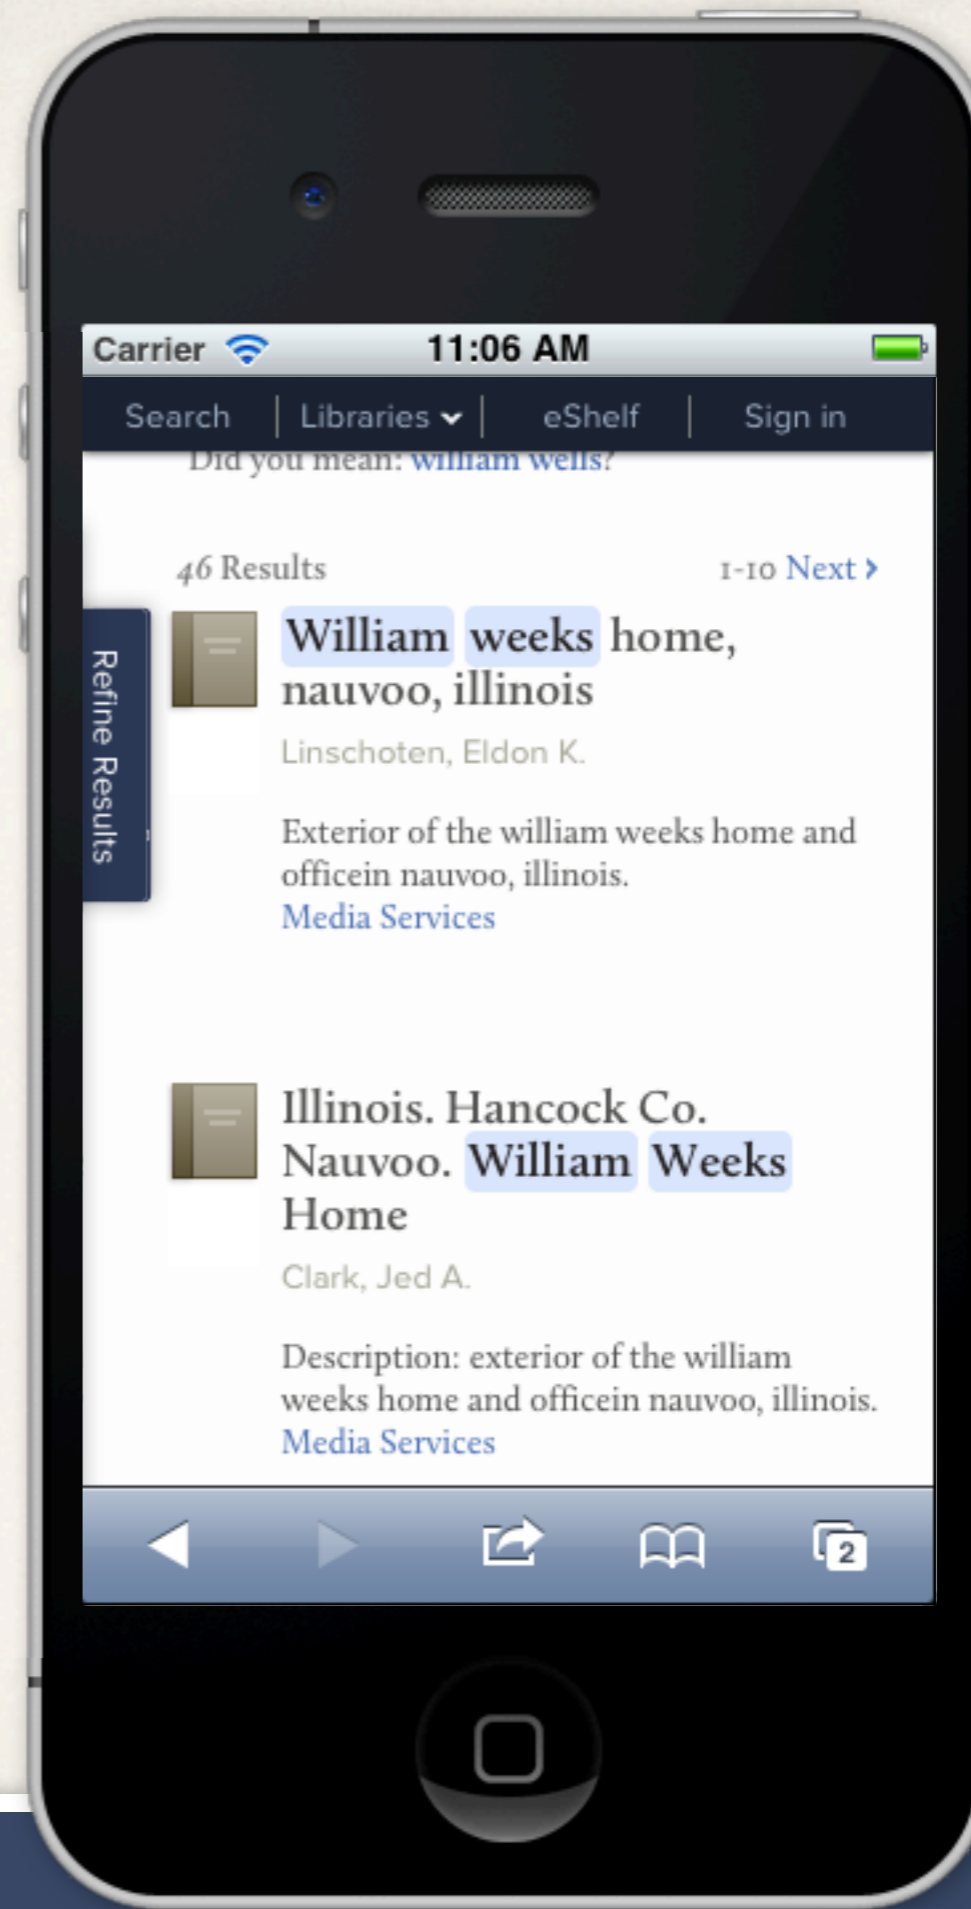 Carrier 11:06 AM
Search Libraries eShelf Sign in
Did you mean: william wells?
46 Results 1-10 Next >
Refine Results
William weeks home,
nauvoo, illinois
Linschoten, Eldon K.
Exterior of the william weeks home and
officein nauvoo, illinois.
Media Services
Illinois. Hancock Co.
Nauvoo. William Weeks
Home
Clark, Jed A.
Description: exterior of the william
weeks home and officein nauvoo, illinois.
Media Services
2